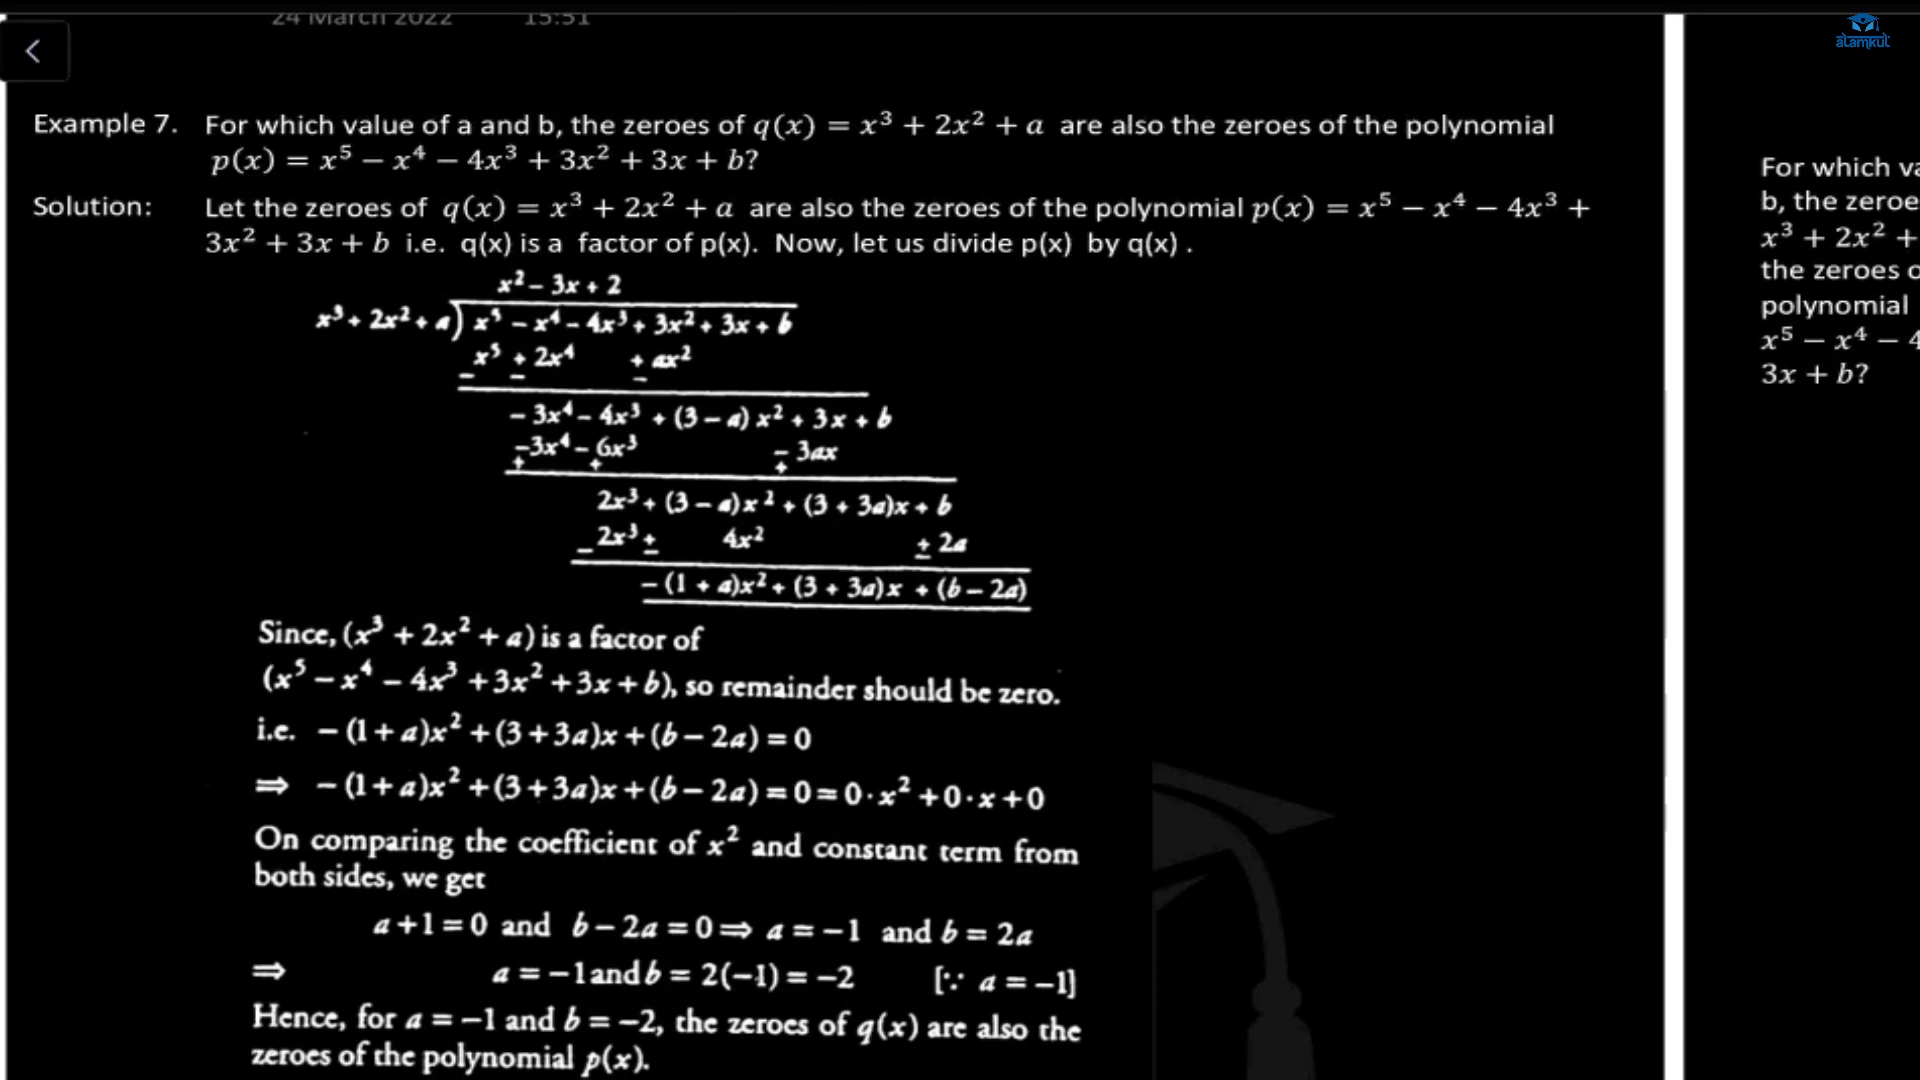 24 March 2022 15:51
alamkut
Example 7. For which value of a and b, the zeroes of q(x) = x³ + 2x² + a are also the zeroes of the polynomial
p(x) = x⁵ − x⁴ − 4x³ + 3x² + 3x + b?
Solution: Let the zeroes of q(x) = x³ + 2x² + a are also the zeroes of the polynomial p(x) = x⁵ − x⁴ − 4x³ +
3x² + 3x + b i.e. q(x) is a factor of p(x). Now, let us divide p(x) by q(x) .
x² − 3x + 2
x³ + 2x² + a ) x⁵ − x⁴ − 4x³ + 3x² + 3x + b
x⁵ + 2x⁴ + ax²
− − −
− 3x⁴ − 4x³ + (3 − a) x² + 3x + b
−3x⁴ − 6x³ − 3ax
+ + +
2x³ + (3 − a)x² + (3 + 3a)x + b
2x³ + 4x² + 2a
− − −
− (1 + a)x² + (3 + 3a)x + (b − 2a)
Since, (x³ + 2x² + a) is a factor of
(x⁵ − x⁴ − 4x³ + 3x² + 3x + b), so remainder should be zero.
i.e. − (1 + a)x² + (3 + 3a)x + (b − 2a) = 0
⇒ − (1 + a)x² + (3 + 3a)x + (b − 2a) = 0 = 0·x² + 0·x + 0
On comparing the coefficient of x² and constant term from
both sides, we get
a + 1 = 0 and b − 2a = 0 ⇒ a = −1 and b = 2a
⇒ a = −1 and b = 2(−1) = −2 [∵ a = −1]
Hence, for a = −1 and b = −2, the zeroes of q(x) are also the
zeroes of the polynomial p(x).
For which va
b, the zeroe
x³ + 2x² +
the zeroes o
polynomial
x⁵ − x⁴ − 4
3x + b?